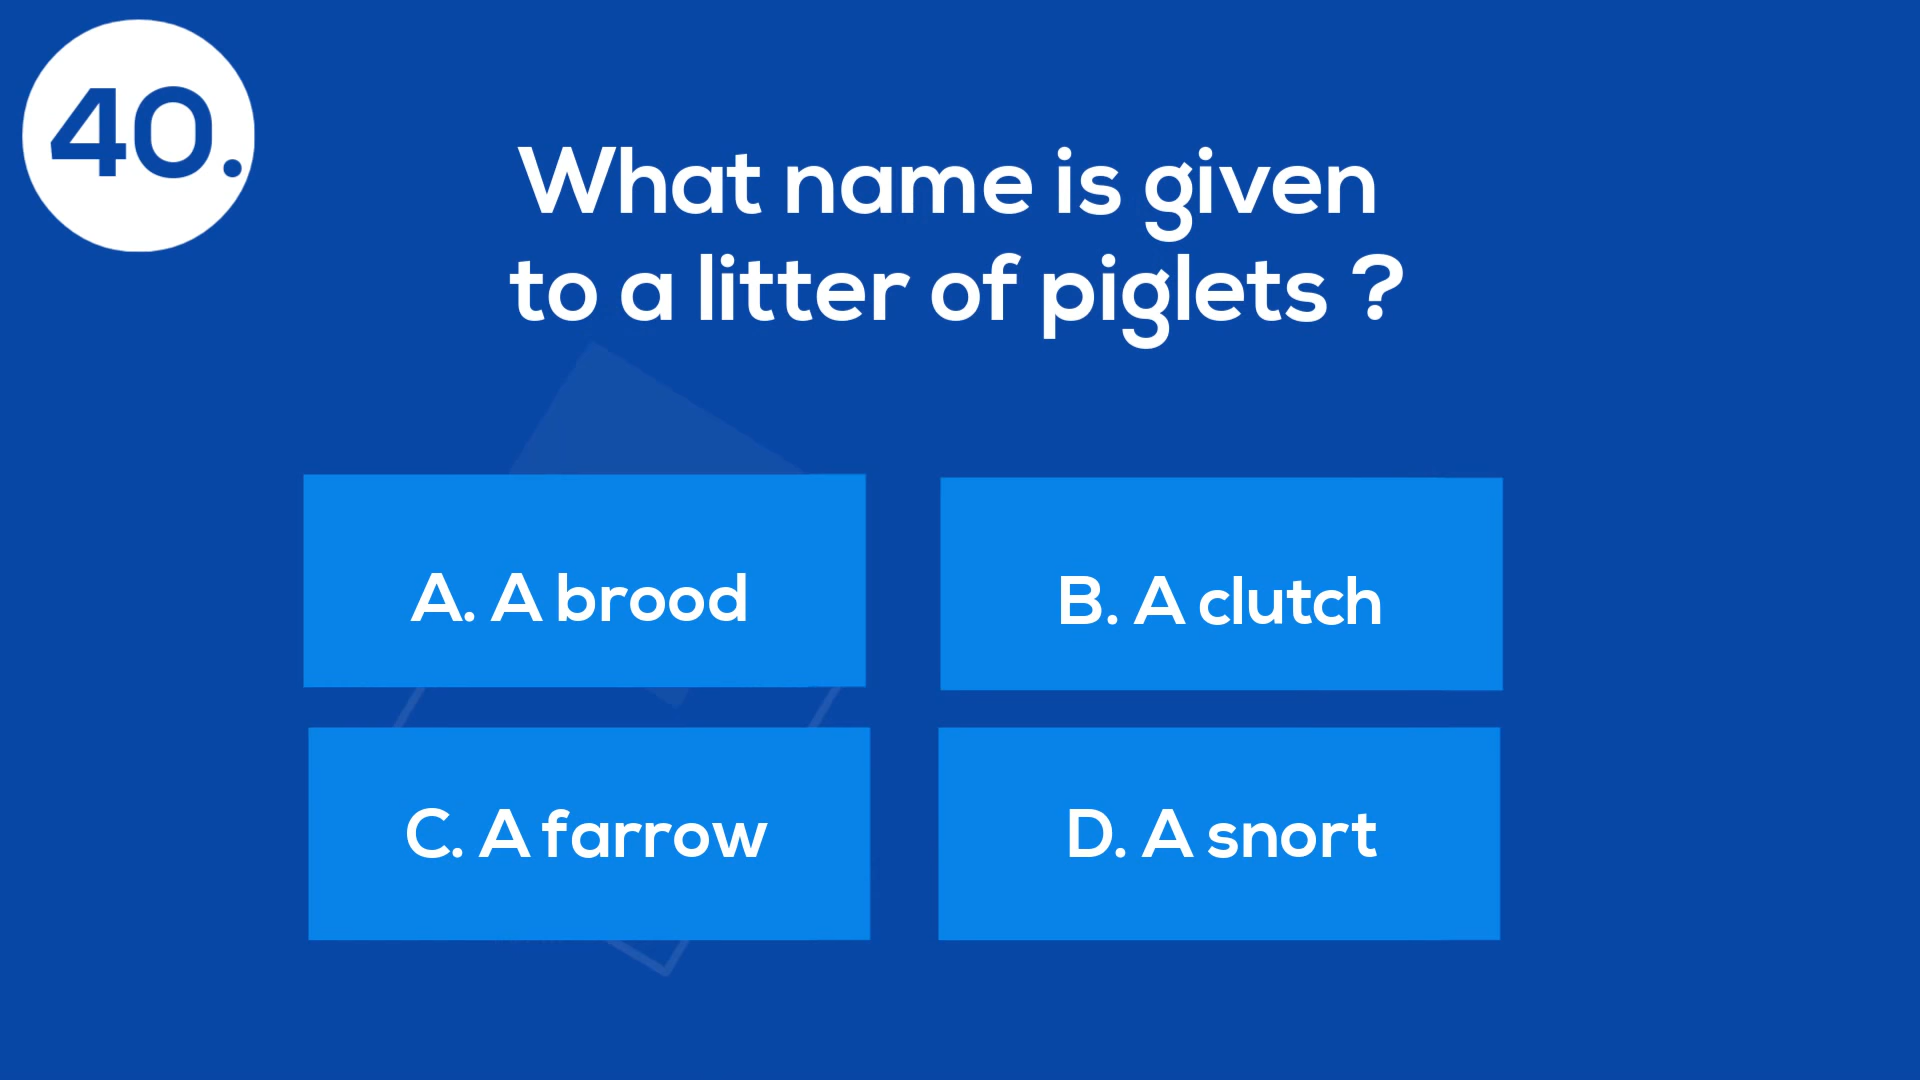 40.
What name is given
to a litter of piglets ?
A. A brood
B. A clutch
C. A farrow
D. A snort